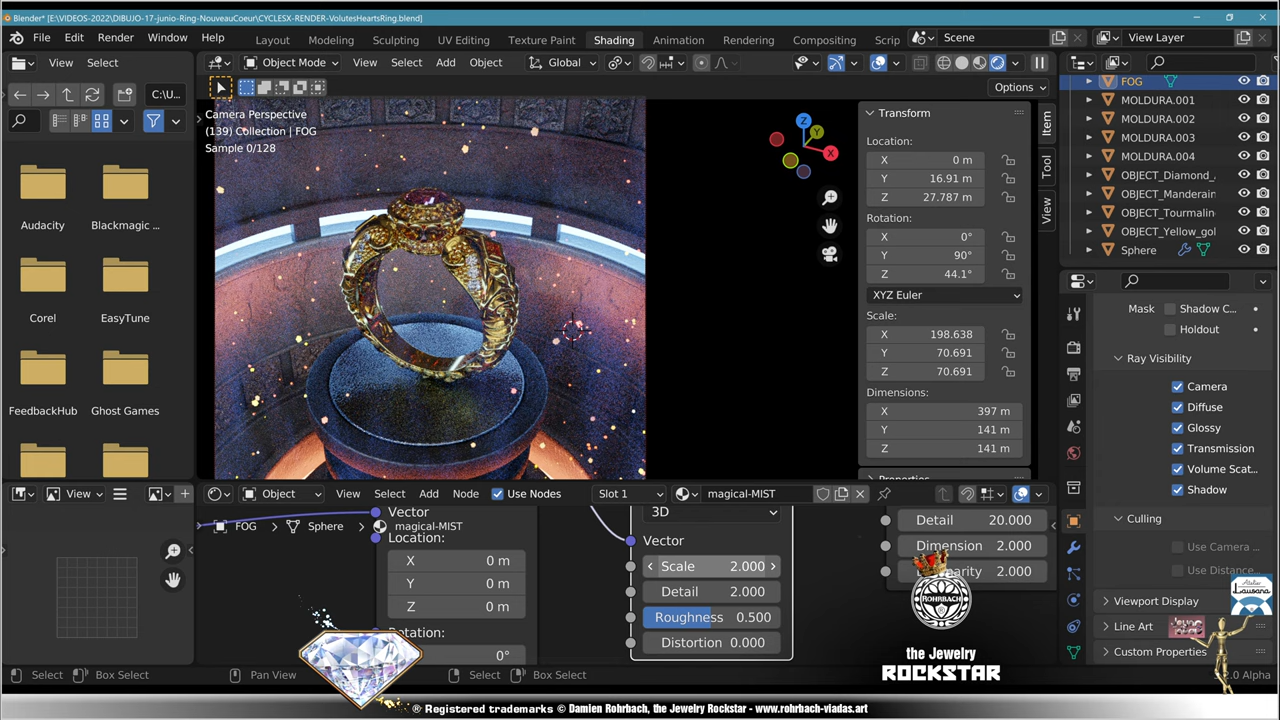 Blender* [E:\VIDEOS-2022\DIBUJO-17-junio-Ring-NouveauCoeur\CYCLESX-RENDER-VolutesHeartsRing.blend]
File Edit Render Window Help
Layout Modeling Sculpting UV Editing Texture Paint Shading Animation Rendering Compositing Scrip
Scene
View Layer
View Select
Object Mode View Select Add Object Global
C:\U...
Options
Camera Perspective
(139) Collection | FOG
Sample 0/128
Z
Y
X
Audacity
Blackmagic ...
Corel
EasyTune
FeedbackHub
Ghost Games
Transform
Location:
X 0 m
Y 16.91 m
Z 27.787 m
Rotation:
X 0°
Y 90°
Z 44.1°
XYZ Euler
Scale:
X 198.638
Y 70.691
Z 70.691
Dimensions:
X 397 m
Y 141 m
Z 141 m
Properties
Item
Tool
View
FOG
MOLDURA.001
MOLDURA.002
MOLDURA.003
MOLDURA.004
OBJECT_Diamond_
OBJECT_Manderain
OBJECT_Tourmalin
OBJECT_Yellow_gol
Sphere
Mask Shadow C...
Holdout
Ray Visibility
Camera
Diffuse
Glossy
Transmission
Volume Scat...
Shadow
Culling
Use Camera ...
Use Distance...
Viewport Display
Line Art
Custom Properties
View
Object View Select Add Node Use Nodes Slot 1 magical-MIST
FOG Sphere magical-MIST
Vector
Location:
X 0 m
Y 0 m
Z 0 m
Rotation:
0°
3D
Vector
Scale 2.000
Detail 2.000
Roughness 0.500
Distortion 0.000
Detail 20.000
Dimension 2.000
2.000
ROHRBACH
the Jewelry
ROCKSTAR
Atelier
Lausana
Select Box Select Pan View Select Box Select
.0 Alpha
® Registered trademarks © Damien Rohrbach, the Jewelry Rockstar - www.rohrbach-viadas.art